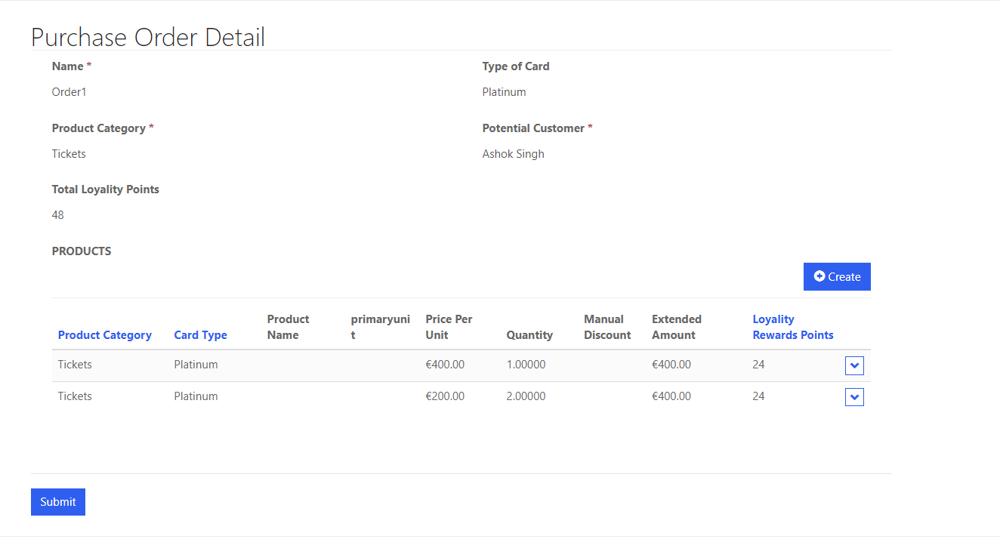 Purchase Order Detail
Name * Type of Card
Order1 Platinum
Product Category * Potential Customer *
Tickets Ashok Singh
Total Loyality Points
48
PRODUCTS
Create
Product primaryuni Price Per Manual Extended Loyality
Product Category Card Type Name t Unit Quantity Discount Amount Rewards Points
Tickets Platinum €400.00 1.00000 €400.00 24
Tickets Platinum €200.00 2.00000 €400.00 24
Submit